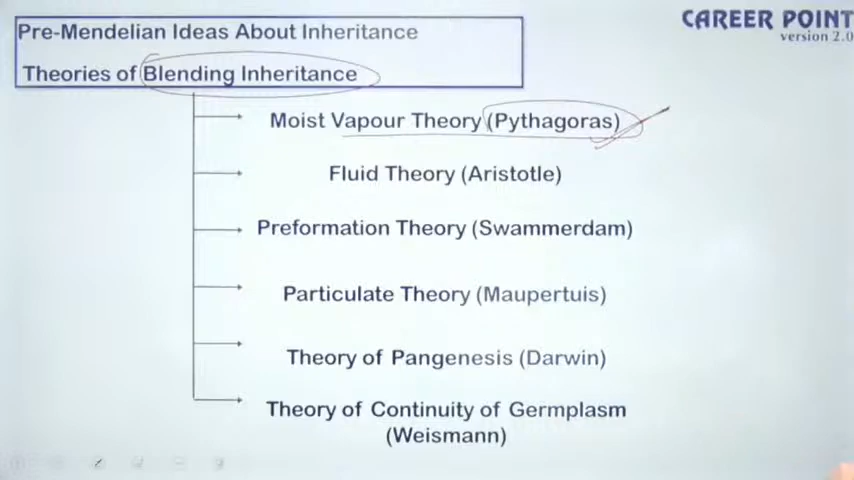 Pre-Mendelian Ideas About Inheritance
CAREER POINT
version 2.0
Theories of Blending Inheritance
Moist Vapour Theory (Pythagoras)
Fluid Theory (Aristotle)
Preformation Theory (Swammerdam)
Particulate Theory (Maupertuis)
Theory of Pangenesis (Darwin)
Theory of Continuity of Germplasm
(Weismann)